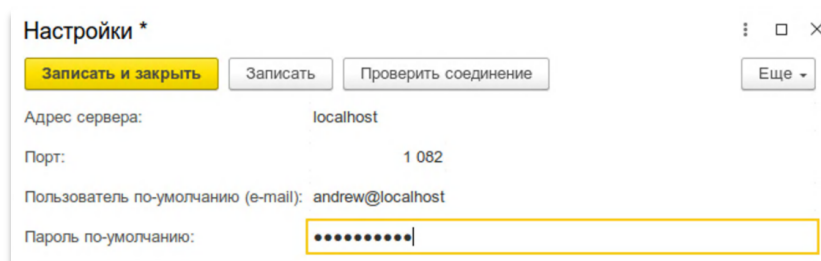 Настройки *
Записать и закрыть Записать Проверить соединение Еще
Адрес сервера: localhost
Порт: 1 082
Пользователь по-умолчанию (e-mail): andrew@localhost
Пароль по-умолчанию: ●●●●●●●●●●